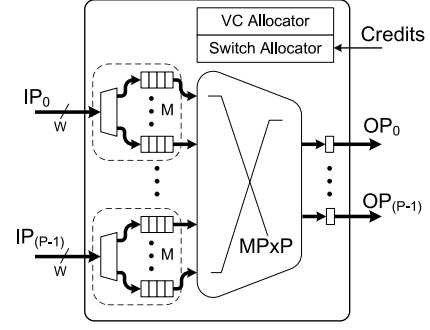 VC Allocator
Switch Allocator
Credits
IP0
W
M
OP0
OP(P-1)
IP(P-1)
W
M
MPxP